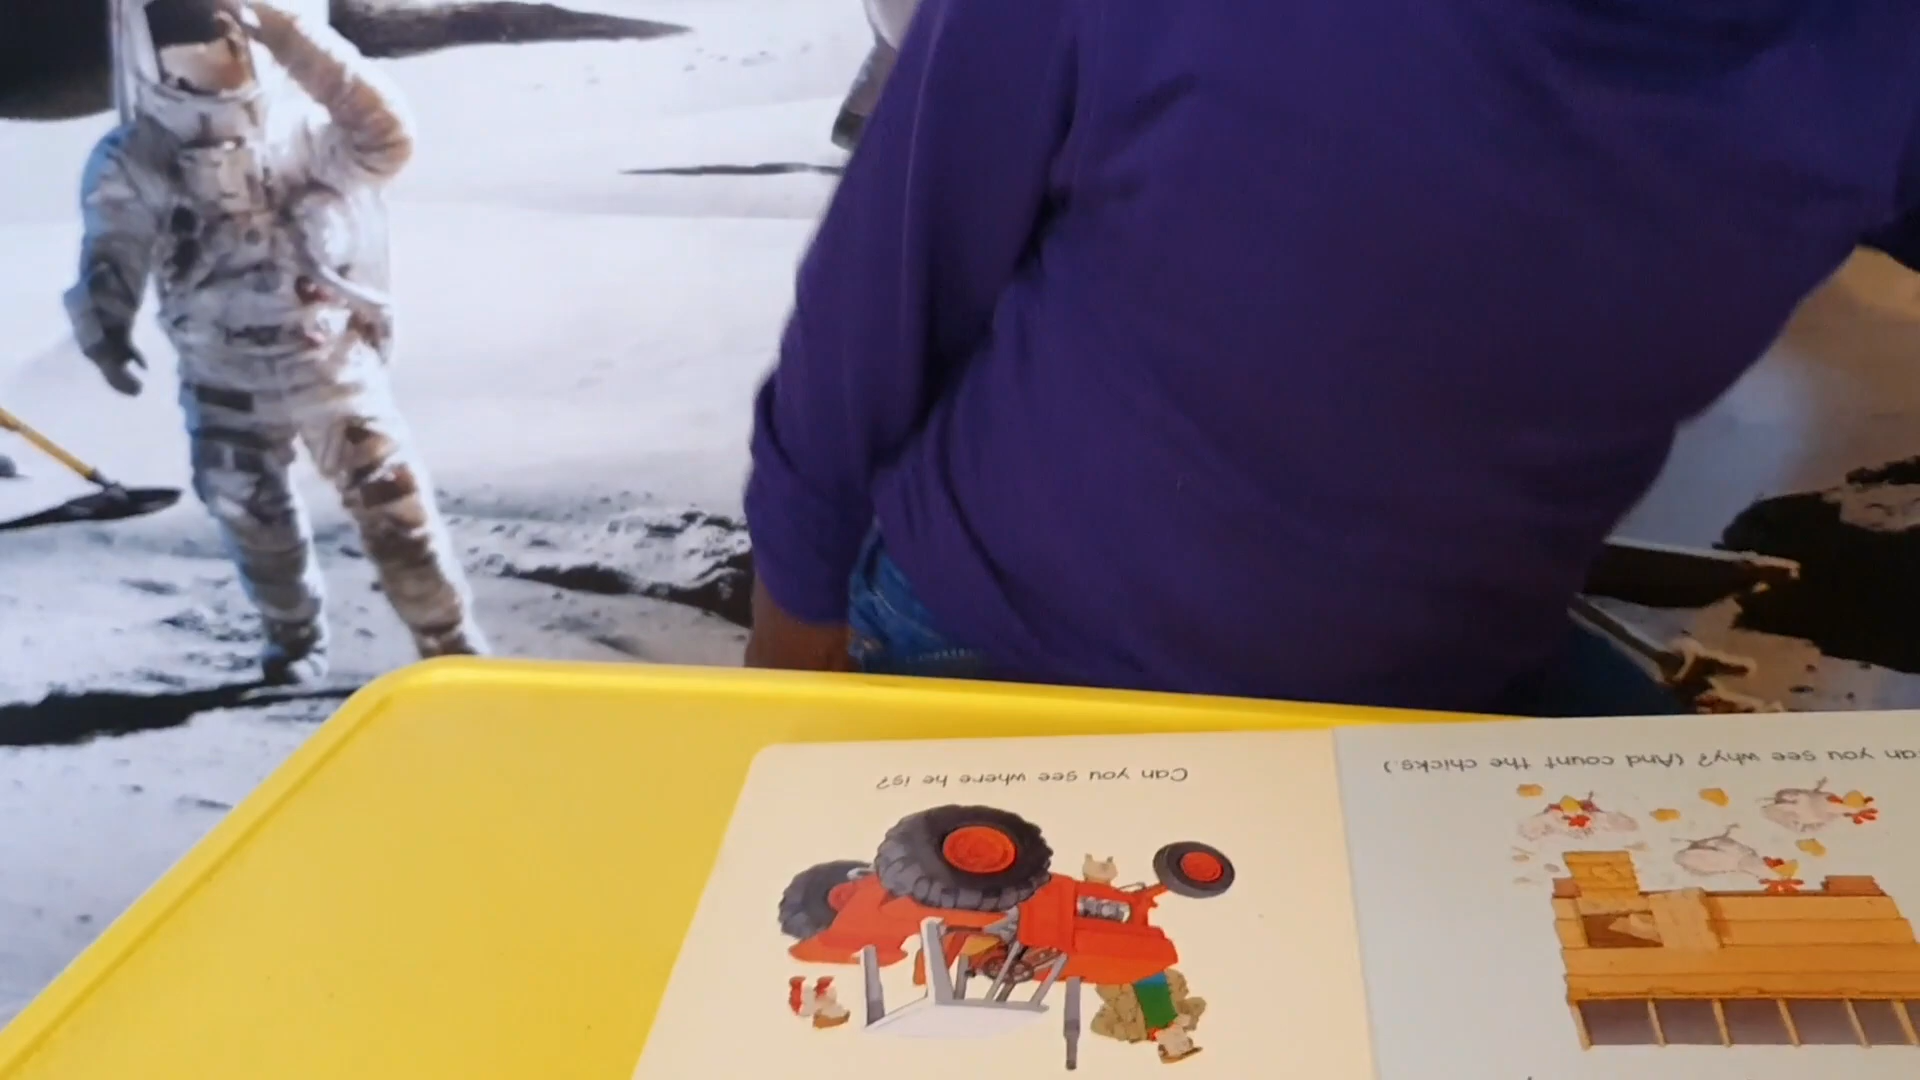 Can you see where he is?
an you see why? (And count the chicks.)